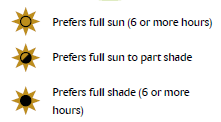 Prefers full sun (6 or more hours)
Prefers full sun to part shade
Prefers full shade (6 or more
hours)